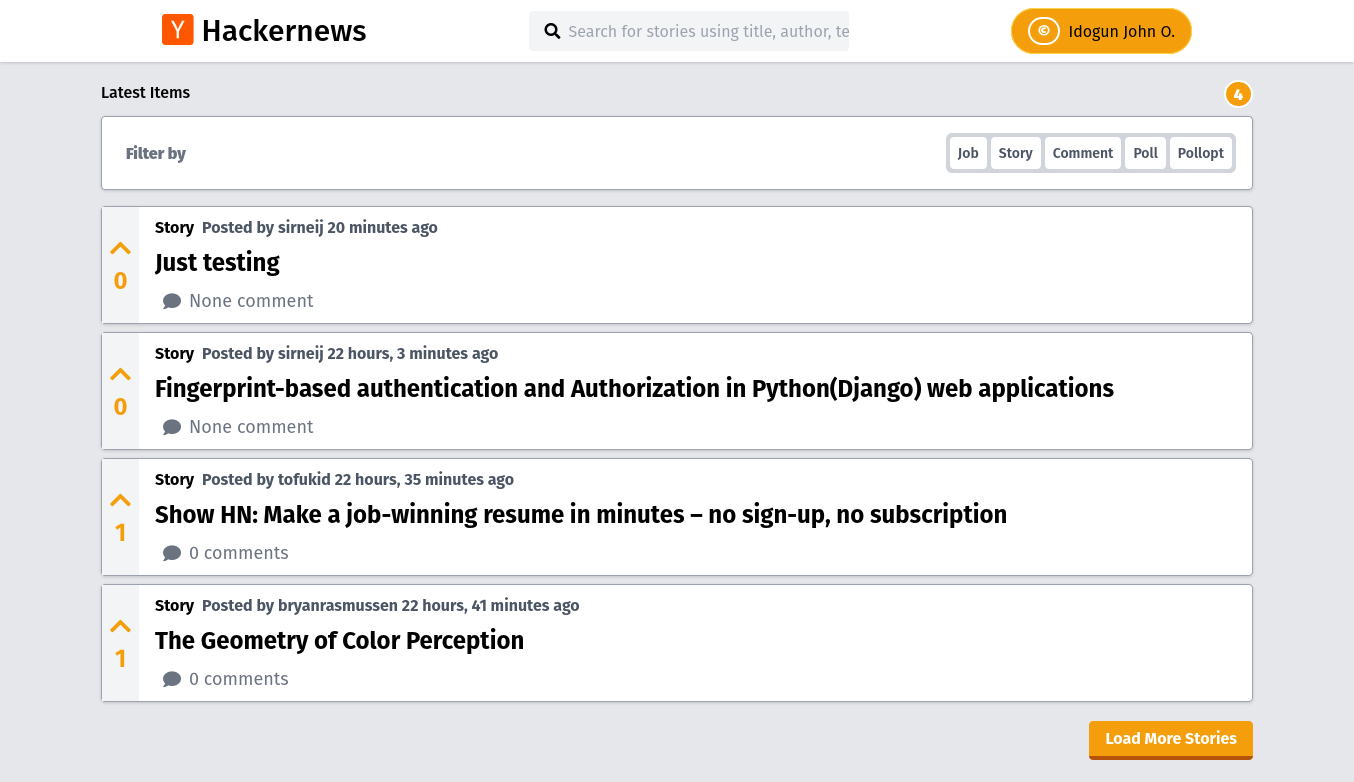 Y Hackernews
Search for stories using title, author, te
© Idogun John O.
Latest Items
4
Filter by
Job Story Comment Poll Pollopt
Story Posted by sirneij 20 minutes ago
Just testing
0
None comment
Story Posted by sirneij 22 hours, 3 minutes ago
Fingerprint-based authentication and Authorization in Python(Django) web applications
0
None comment
Story Posted by tofukid 22 hours, 35 minutes ago
Show HN: Make a job-winning resume in minutes – no sign-up, no subscription
1
0 comments
Story Posted by bryanrasmussen 22 hours, 41 minutes ago
The Geometry of Color Perception
1
0 comments
Load More Stories